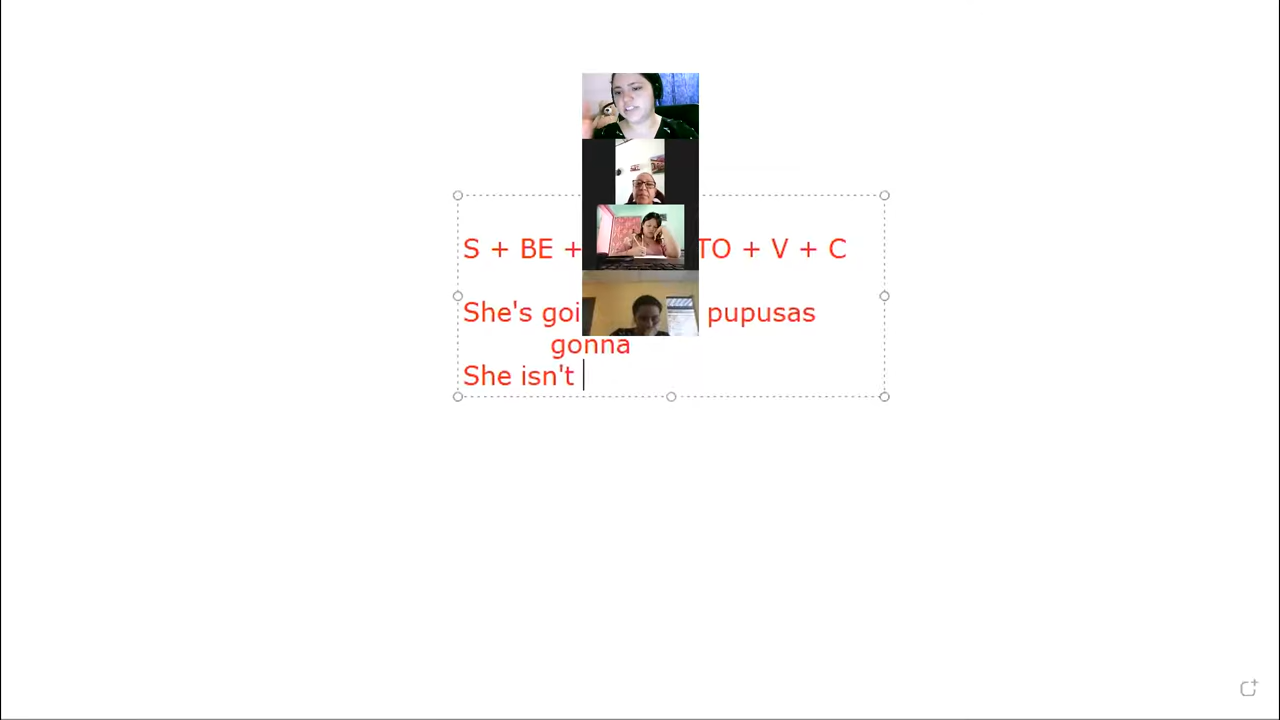 S + BE + TO + V + C
She's goi pupusas
gonna
She isn't